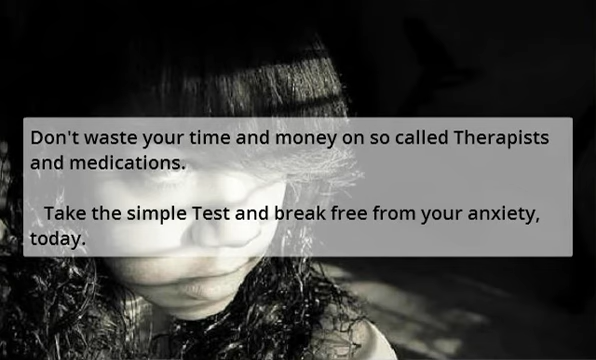 Don't waste your time and money on so called Therapists
and medications.
Take the simple Test and break free from your anxiety,
today.